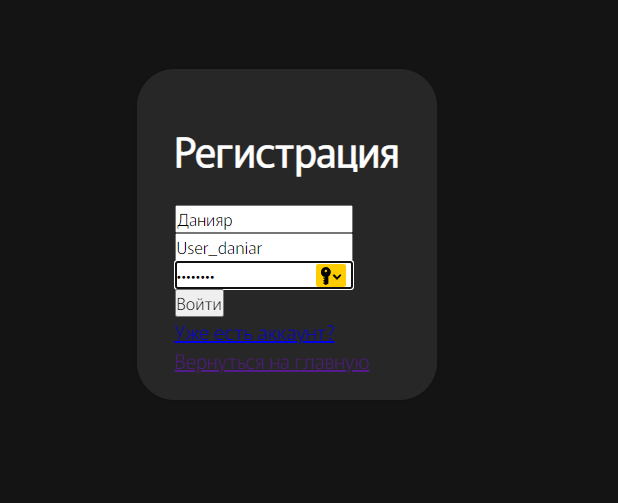 Регистрация
Данияр
User_daniar
••••••••
Войти
Уже есть аккаунт?
Вернуться на главную